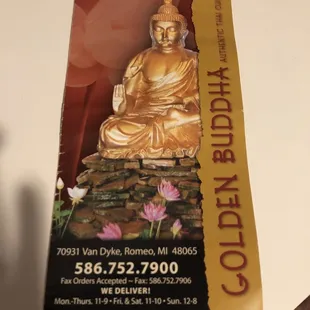 GOLDEN BUDDHA
AUTHENTIC THAI CUI
70931 Van Dyke, Romeo, MI 48065
586.752.7900
Fax Orders Accepted ~ Fax: 586.752.7906
WE DELIVER!
Mon.-Thurs. 11-9 • Fri. & Sat. 11-10 • Sun. 12-8